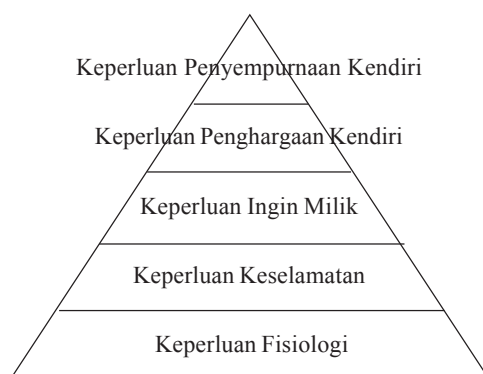 Keperluan Penyempurnaan Kendiri
Keperluan Penghargaan Kendiri
Keperluan Ingin Milik
Keperluan Keselamatan
Keperluan Fisiologi